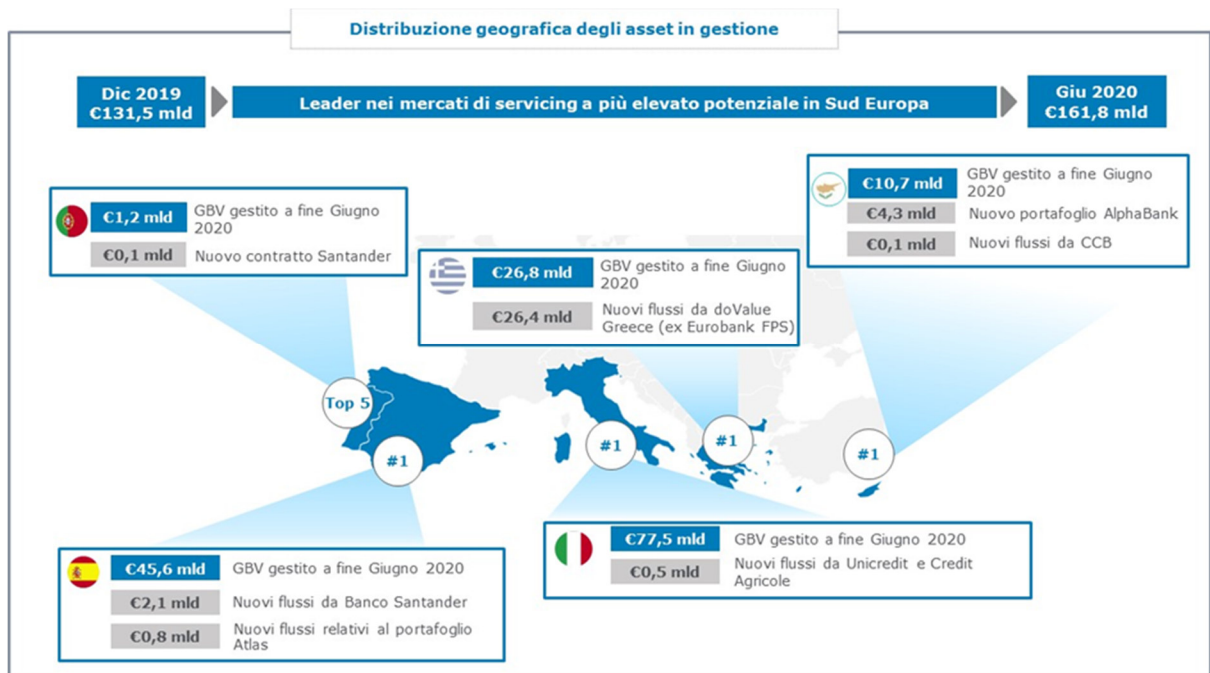 Distribuzione geografica degli asset in gestione
Dic 2019
€131,5 mld
Leader nei mercati di servicing a più elevato potenziale in Sud Europa
Giu 2020
€161,8 mld
€1,2 mld
GBV gestito a fine Giugno
2020
€0,1 mld
Nuovo contratto Santander
€26,8 mld
GBV gestito a fine Giugno
2020
€26,4 mld
Nuovi flussi da doValue
Greece (ex Eurobank FPS)
€10,7 mld
GBV gestito a fine Giugno
2020
€4,3 mld
Nuovo portafoglio AlphaBank
€0,1 mld
Nuovi flussi da CCB
Top 5
#1
#1
#1
#1
€45,6 mld
GBV gestito a fine Giugno 2020
€2,1 mld
Nuovi flussi da Banco Santander
€0,8 mld
Nuovi flussi relativi al portafoglio
Atlas
€77,5 mld
GBV gestito a fine Giugno 2020
€0,5 mld
Nuovi flussi da Unicredit e Credit
Agricole